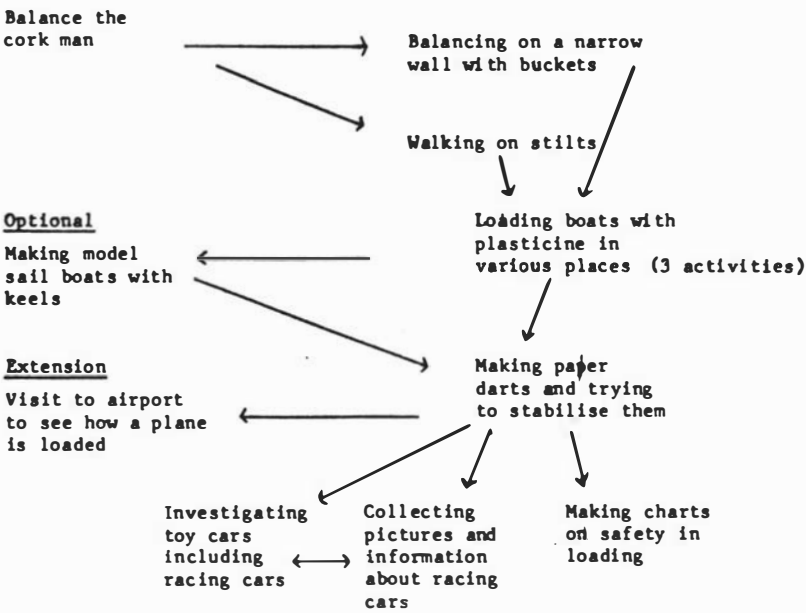 Balance the
cork man
Balancing on a narrow
wall with buckets
Walking on stilts
Optional
Making model
sail boats with
keels
Loading boats with
plasticine in
various places (3 activities)
Extension
Visit to airport
to see how a plane
is loaded
Making paper
darts and trying
to stabilise them
Investigating
toy cars
including
racing cars
Collecting
pictures and
information
about racing
cars
Making charts
on safety in
loading